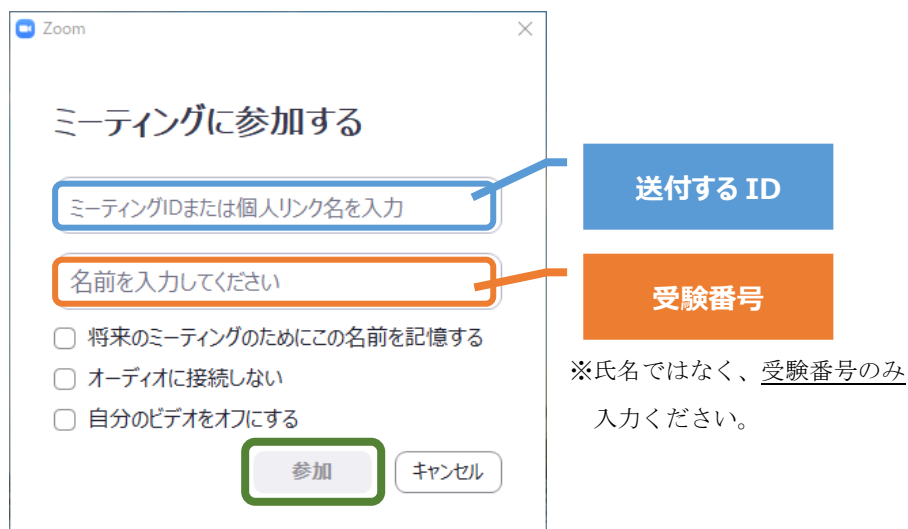 Zoom
ミーティングに参加する
ミーティングIDまたは個人リンク名を入力
送付する ID
名前を入力してください
受験番号
将来のミーティングのためにこの名前を記憶する
オーディオに接続しない
自分のビデオをオフにする
※氏名ではなく、受験番号のみ
入力ください。
参加
キャンセル